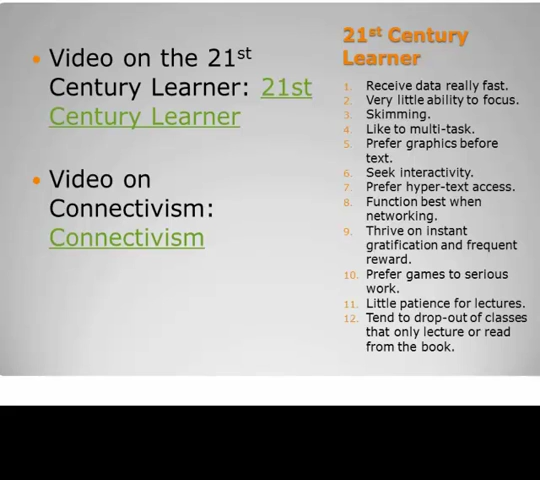 • Video on the 21st
Century Learner: 21st
Century Learner
• Video on
Connectivism:
Connectivism
21st Century
Learner
1. Receive data really fast.
2. Very little ability to focus.
3. Skimming.
4. Like to multi-task.
5. Prefer graphics before
text.
6. Seek interactivity.
7. Prefer hyper-text access.
8. Function best when
networking.
9. Thrive on instant
gratification and frequent
reward.
10. Prefer games to serious
work.
11. Little patience for lectures.
12. Tend to drop-out of classes
that only lecture or read
from the book.